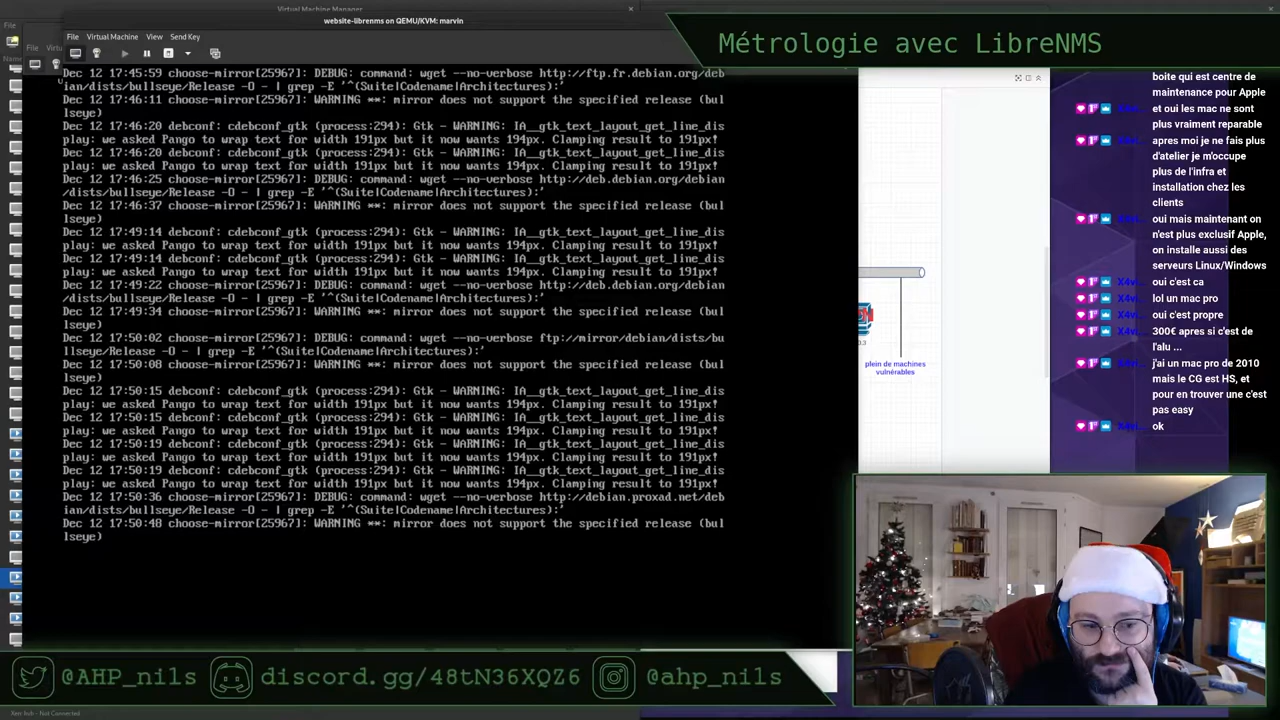 Virtual Machine Manager
website-librenms on QEMU/KVM: marvin
File
File Virtual Machine View Send Key
File Virtu
Métrologie avec LibreNMS
Dec 12 17:45:59 choose-mirror[25967]: DEBUG: command: wget --no-verbose http://ftp.fr.debian.org/deb
ian/dists/bullseye/Release -O - | grep -E '^(Suite|Codename|Architectures):'
Dec 12 17:46:11 choose-mirror[25967]: WARNING **: mirror does not support the specified release (bul
lseye)
Dec 12 17:46:20 debconf: cdebconf_gtk (process:294): Gtk - WARNING: IA__gtk_text_layout_get_line_dis
play: we asked Pango to wrap text for width 191px but it now wants 194px. Clamping result to 191px!
Dec 12 17:46:20 debconf: cdebconf_gtk (process:294): Gtk - WARNING: IA__gtk_text_layout_get_line_dis
play: we asked Pango to wrap text for width 191px but it now wants 194px. Clamping result to 191px!
Dec 12 17:46:25 choose-mirror[25967]: DEBUG: command: wget --no-verbose http://deb.debian.org/debian
/dists/bullseye/Release -O - | grep -E '^(Suite|Codename|Architectures):'
Dec 12 17:46:37 choose-mirror[25967]: WARNING **: mirror does not support the specified release (bul
lseye)
Dec 12 17:49:14 debconf: cdebconf_gtk (process:294): Gtk - WARNING: IA__gtk_text_layout_get_line_dis
play: we asked Pango to wrap text for width 191px but it now wants 194px. Clamping result to 191px!
Dec 12 17:49:14 debconf: cdebconf_gtk (process:294): Gtk - WARNING: IA__gtk_text_layout_get_line_dis
play: we asked Pango to wrap text for width 191px but it now wants 194px. Clamping result to 191px!
Dec 12 17:49:22 choose-mirror[25967]: DEBUG: command: wget --no-verbose http://deb.debian.org/debian
/dists/bullseye/Release -O - | grep -E '^(Suite|Codename|Architectures):'
Dec 12 17:49:34 choose-mirror[25967]: WARNING **: mirror does not support the specified release (bul
lseye)
Dec 12 17:50:06 choose-mirror[25967]: DEBUG: command: wget --no-verbose ftp://mirror/debian/dists/bu
llseye/Release -O - | grep -E '^(Suite|Codename|Architectures):'
Dec 12 17:50:06 choose-mirror[25967]: WARNING **: mirror does not support the specified release (bul
lseye)
Dec 12 17:50:15 debconf: cdebconf_gtk (process:294): Gtk - WARNING: IA__gtk_text_layout_get_line_dis
play: we asked Pango to wrap text for width 191px but it now wants 194px. Clamping result to 191px!
Dec 12 17:50:15 debconf: cdebconf_gtk (process:294): Gtk - WARNING: IA__gtk_text_layout_get_line_dis
play: we asked Pango to wrap text for width 191px but it now wants 194px. Clamping result to 191px!
Dec 12 17:50:19 debconf: cdebconf_gtk (process:294): Gtk - WARNING: IA__gtk_text_layout_get_line_dis
play: we asked Pango to wrap text for width 191px but it now wants 194px. Clamping result to 191px!
Dec 12 17:50:19 debconf: cdebconf_gtk (process:294): Gtk - WARNING: IA__gtk_text_layout_get_line_dis
play: we asked Pango to wrap text for width 191px but it now wants 194px. Clamping result to 191px!
Dec 12 17:50:36 choose-mirror[25967]: DEBUG: command: wget --no-verbose http://debian.proxad.net/deb
ian/dists/bullseye/Release -O - | grep -E '^(Suite|Codename|Architectures):'
Dec 12 17:50:48 choose-mirror[25967]: WARNING **: mirror does not support the specified release (bul
lseye)
0.3
plein de machines
vulnérables
boite qui est centre de
maintenance pour Apple
X4vi... et oui les mac ne sont
plus vraiment reparable
X4vi... apres moi je ne fais plus
d'atelier je m'occupe
plus de l'infra et
installation chez les
clients
X4vi... oui mais maintenant on
n'est plus exclusif Apple,
on installe aussi des
serveurs Linux/Windows
X4vi... oui c'est ca
X4vi... lol un mac pro
X4vi... oui c'est propre
X4vi... 300€ apres si c'est de
l'alu ...
X4vi... j'ai un mac pro de 2010
mais le CG est HS, et
pour en trouver une c'est
pas easy
X4vi... ok
@AHP_nils
discord.gg/48tN36XQZ6
@ahp_nils
Xen: hub - Not Connected